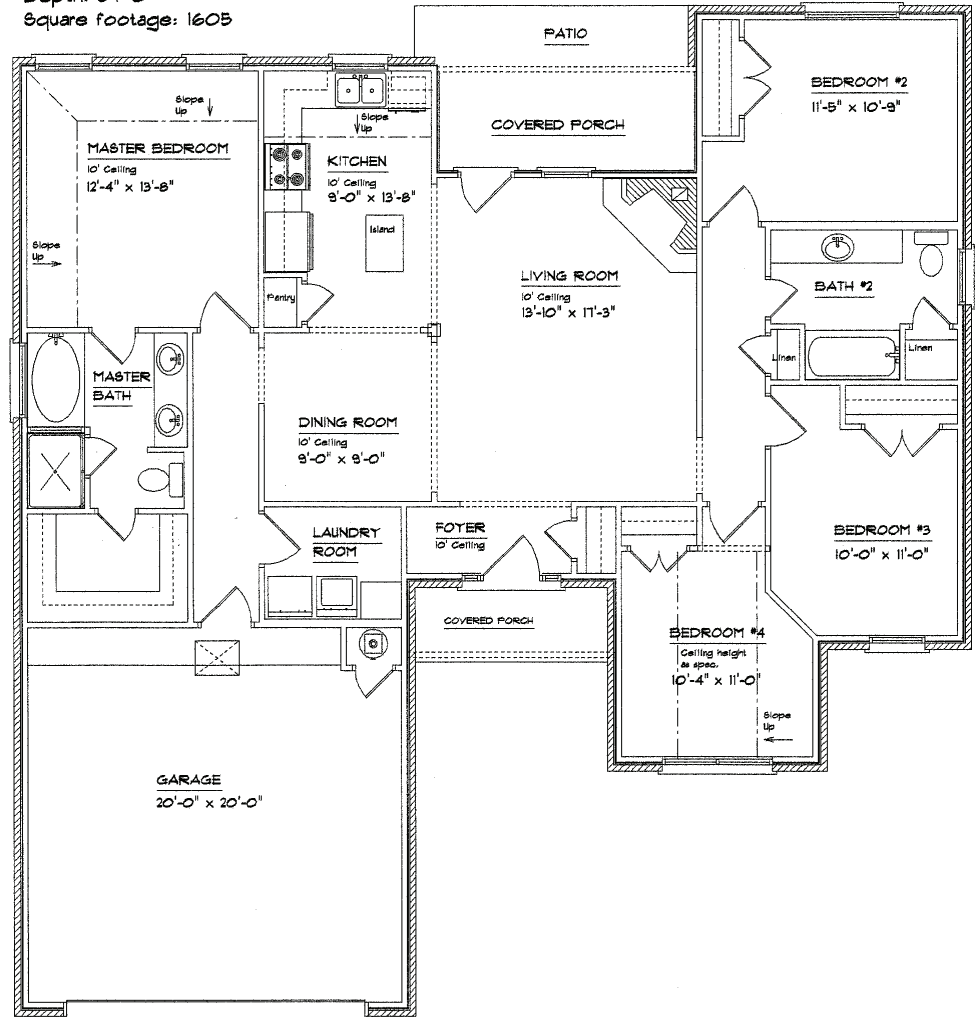 Square footage: 1605
PATIO
COVERED PORCH
BEDROOM #2
11'-5" x 10'-9"
Slope
Up
MASTER BEDROOM
10' Ceiling
12'-4" x 13'-8"
Slope
Up
Slope
Up
KITCHEN
10' Ceiling
9'-0" x 13'-8"
Island
Pantry
LIVING ROOM
10' Ceiling
13'-10" x 17'-3"
BATH #2
Linen
Linen
MASTER
BATH
DINING ROOM
10' Ceiling
9'-0" x 9'-0"
LAUNDRY
ROOM
FOYER
10' Ceiling
BEDROOM #3
10'-0" x 11'-0"
COVERED PORCH
BEDROOM #4
Ceiling height
as spec.
10'-4" x 11'-0"
Slope
Up
GARAGE
20'-0" x 20'-0"